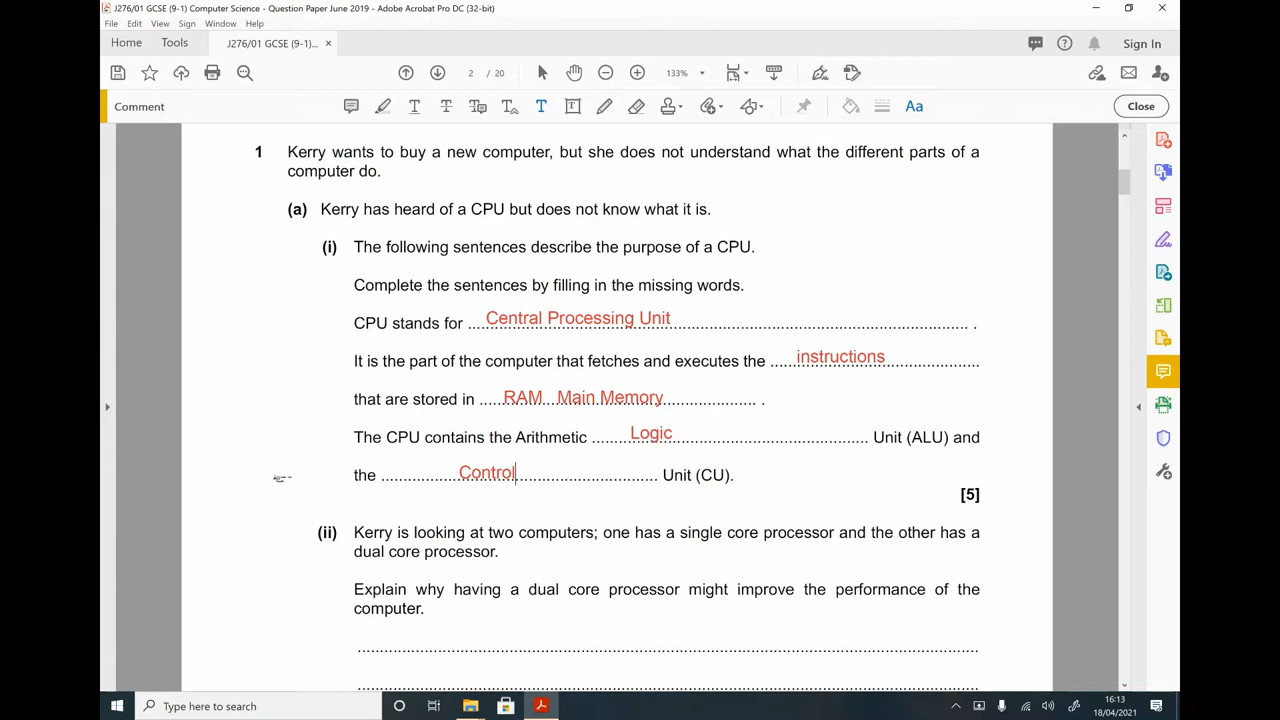 J276/01 GCSE (9-1) Computer Science - Question Paper June 2019 - Adobe Acrobat Pro DC (32-bit)
File Edit View Sign Window Help
Home Tools J276/01 GCSE (9-1)... × Sign In
2 / 20 133%
Comment Aa Close
1 Kerry wants to buy a new computer, but she does not understand what the different parts of a
computer do.
(a) Kerry has heard of a CPU but does not know what it is.
(i) The following sentences describe the purpose of a CPU.
Complete the sentences by filling in the missing words.
CPU stands for Central Processing Unit .
It is the part of the computer that fetches and executes the instructions
that are stored in RAM Main Memory .
The CPU contains the Arithmetic Logic Unit (ALU) and
the Control Unit (CU).
[5]
(ii) Kerry is looking at two computers; one has a single core processor and the other has a
dual core processor.
Explain why having a dual core processor might improve the performance of the
computer.
Type here to search
16:13
18/04/2021